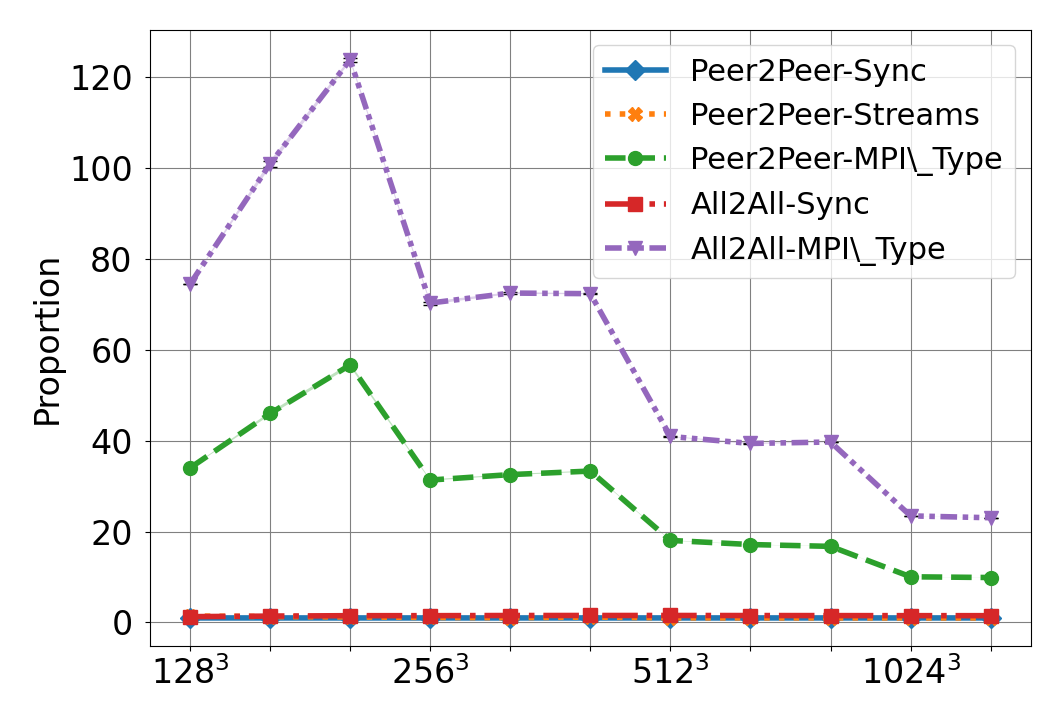 Peer2Peer-Sync
Peer2Peer-Streams
Peer2Peer-MPI\_Type
All2All-Sync
All2All-MPI\_Type
Proportion
120
100
80
60
40
20
0
128³ 256³ 512³ 1024³